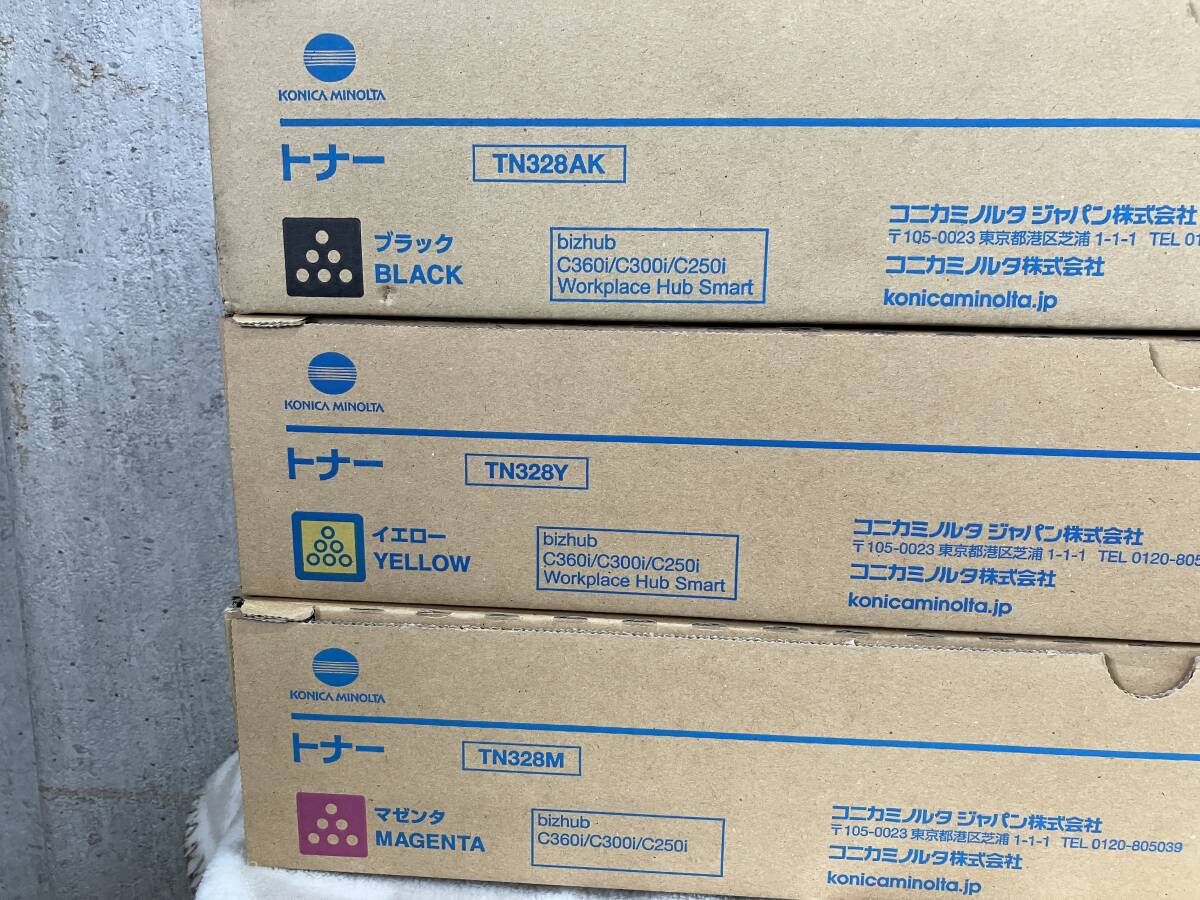 KONICA MINOLTA
トナー TN328AK
ブラック
BLACK
bizhub
C360i/C300i/C250i
Workplace Hub Smart
コニカミノルタ ジャパン株式会社
〒105-0023 東京都港区芝浦 1-1-1 TEL 01
コニカミノルタ株式会社
konicaminolta.jp
KONICA MINOLTA
トナー TN328Y
イエロー
YELLOW
bizhub
C360i/C300i/C250i
Workplace Hub Smart
コニカミノルタ ジャパン株式会社
〒105-0023 東京都港区芝浦 1-1-1 TEL 0120-805
コニカミノルタ株式会社
konicaminolta.jp
KONICA MINOLTA
トナー TN328M
マゼンタ
MAGENTA
bizhub
C360i/C300i/C250i
コニカミノルタ ジャパン株式会社
〒105-0023 東京都港区芝浦 1-1-1 TEL 0120-805039
コニカミノルタ株式会社
konicaminolta.jp